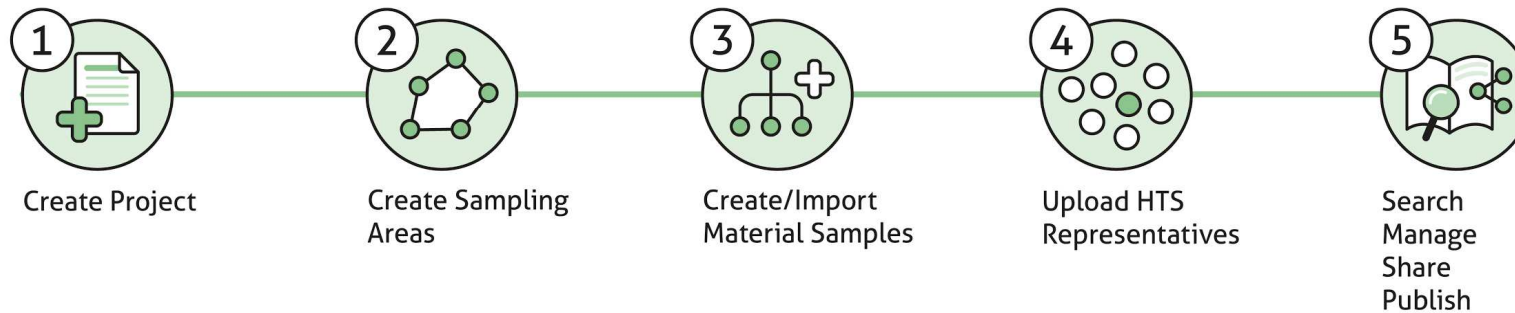 1
Create Project
2
Create Sampling
Areas
3
Create/Import
Material Samples
4
Upload HTS
Representatives
5
Search
Manage
Share
Publish